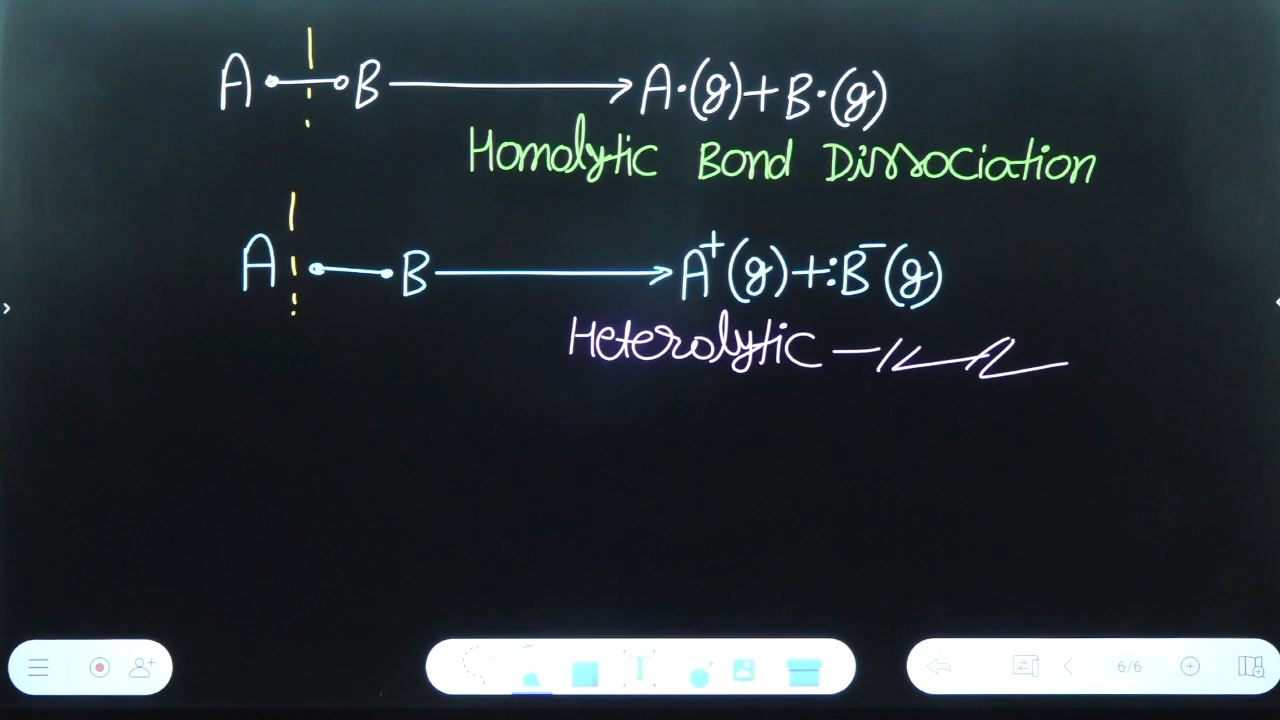 A—B → A·(g)+B·(g)
Homolytic Bond Dissociation
A—B → A⁺(g)+:B⁻(g)
Heterolytic —〃—
6/6